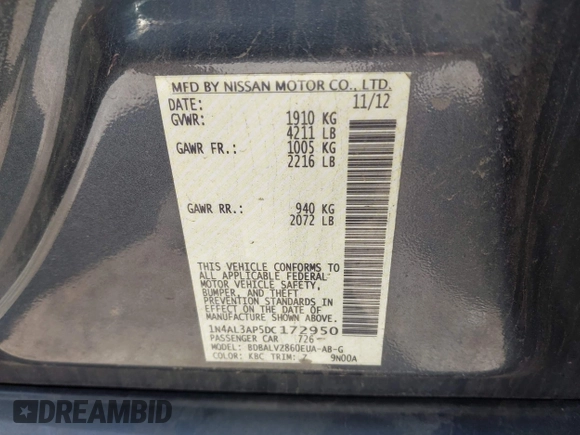 MFD BY NISSAN MOTOR CO., LTD.
DATE: 11/12
GVWR: 1910 KG
4211 LB
GAWR FR.: 1005 KG
2216 LB
GAWR RR.: 940 KG
2072 LB
THIS VEHICLE CONFORMS TO
ALL APPLICABLE FEDERAL
MOTOR VEHICLE SAFETY,
BUMPER, AND THEFT
PREVENTION STANDARDS IN
EFFECT ON THE DATE OF
MANUFACTURE SHOWN ABOVE.
1N4AL3AP5DC172950
PASSENGER CAR 726
MODEL: BDBALV2860EUA-AB-G
COLOR: KBC TRIM: Z 9N00A
DREAMBID